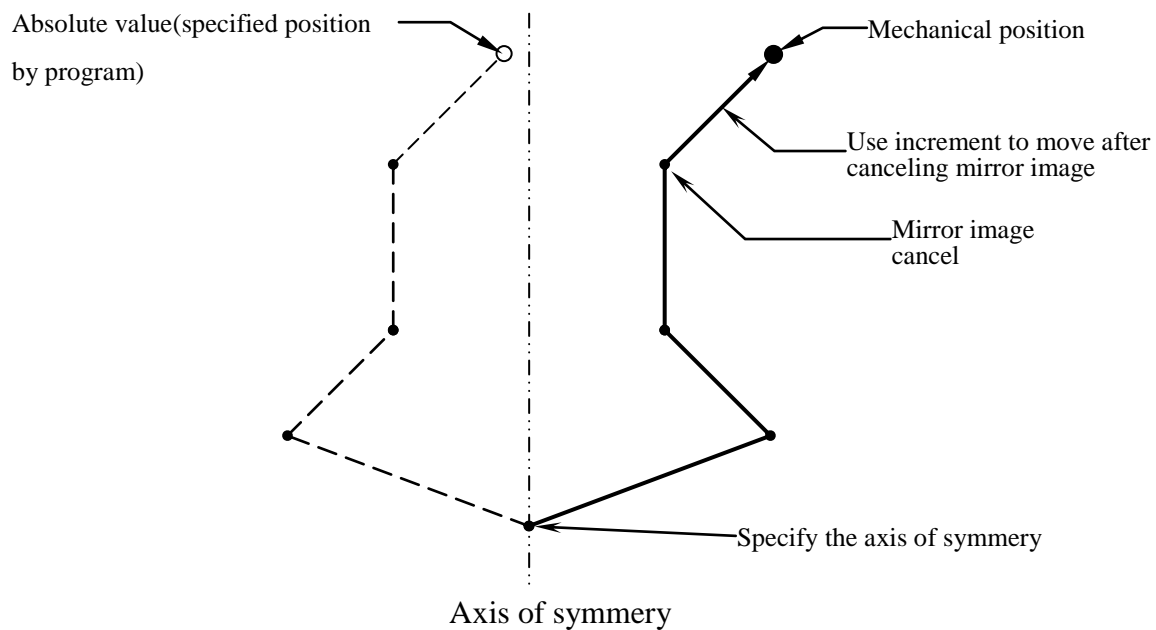 Absolute value(specified position
by program)
Mechanical position
Use increment to move after
canceling mirror image
Mirror image
cancel
Specify the axis of symmery
Axis of symmery